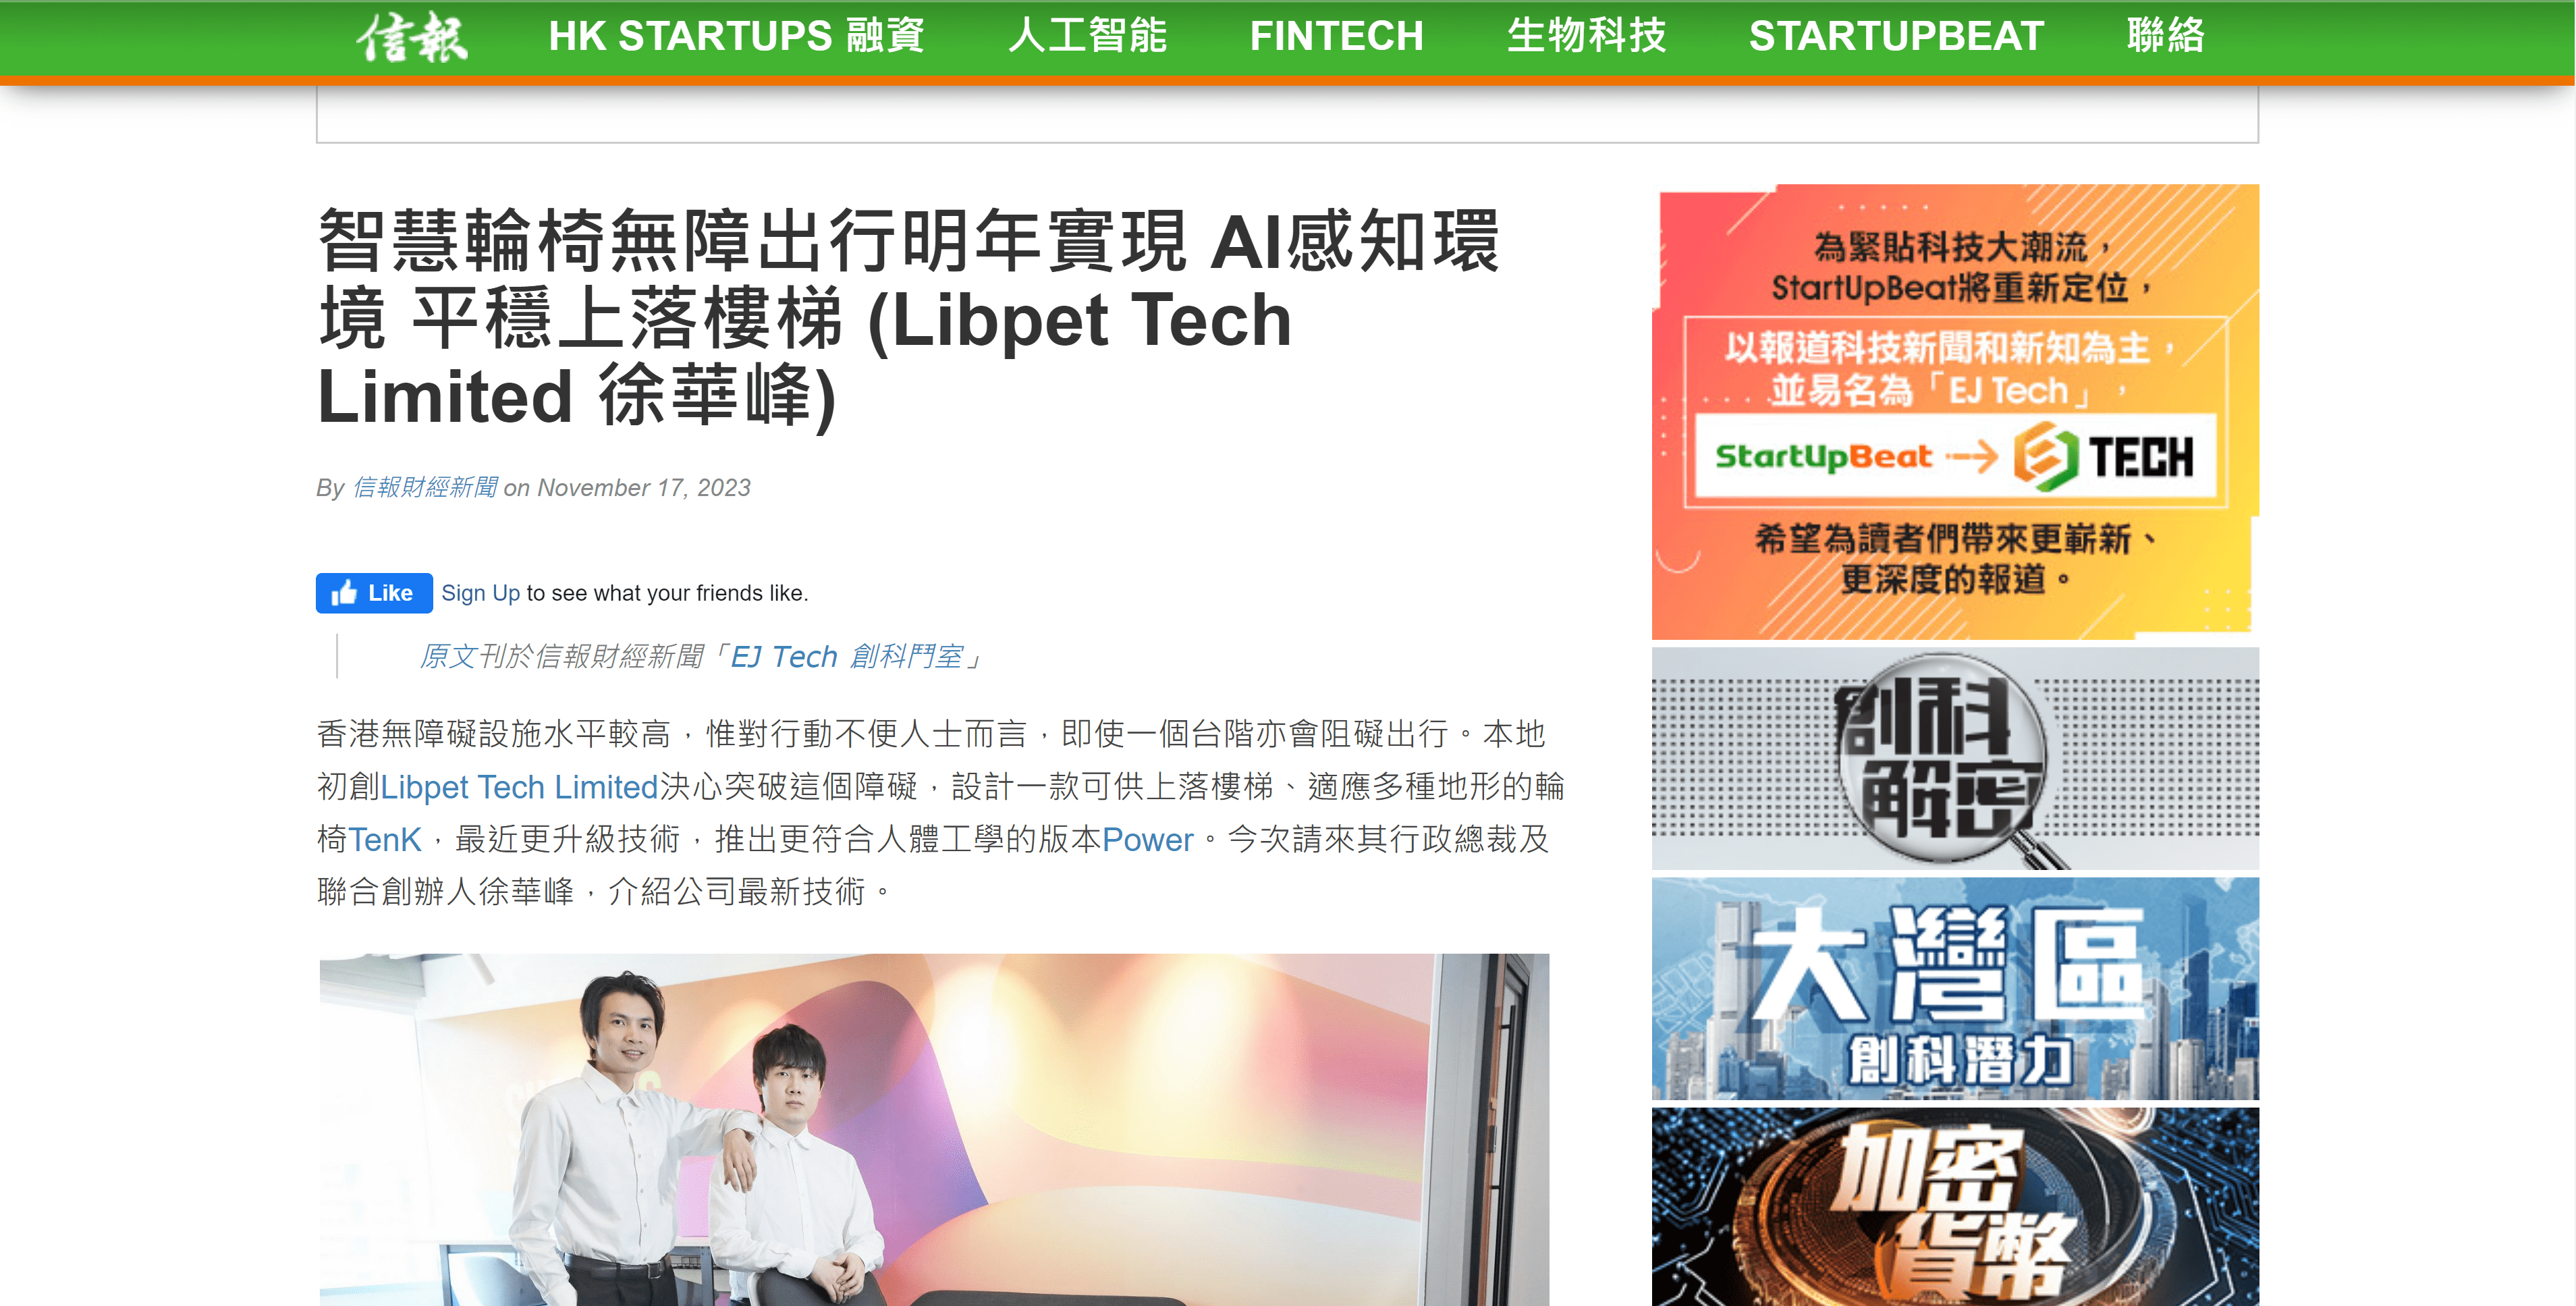 信報
HK STARTUPS 融資
人工智能
FINTECH
生物科技
STARTUPBEAT
聯絡
智慧輪椅無障出行明年實現 AI感知環
境 平穩上落樓梯 (Libpet Tech
Limited 徐華峰)
By 信報財經新聞 on November 17, 2023
Like Sign Up to see what your friends like.
原文刊於信報財經新聞「EJ Tech 創科鬥室」
香港無障礙設施水平較高，惟對行動不便人士而言，即使一個台階亦會阻礙出行。本地
初創Libpet Tech Limited決心突破這個障礙，設計一款可供上落樓梯、適應多種地形的輪
椅TenK，最近更升級技術，推出更符合人體工學的版本Power。今次請來其行政總裁及
聯合創辦人徐華峰，介紹公司最新技術。
為緊貼科技大潮流，
StartUpBeat將重新定位，
以報道科技新聞和新知為主，
並易名為「EJ Tech」，
StartUpBeat
TECH
希望為讀者們帶來更嶄新、
更深度的報道。
創科
解密
大灣區
創科潛力
加密
貨幣